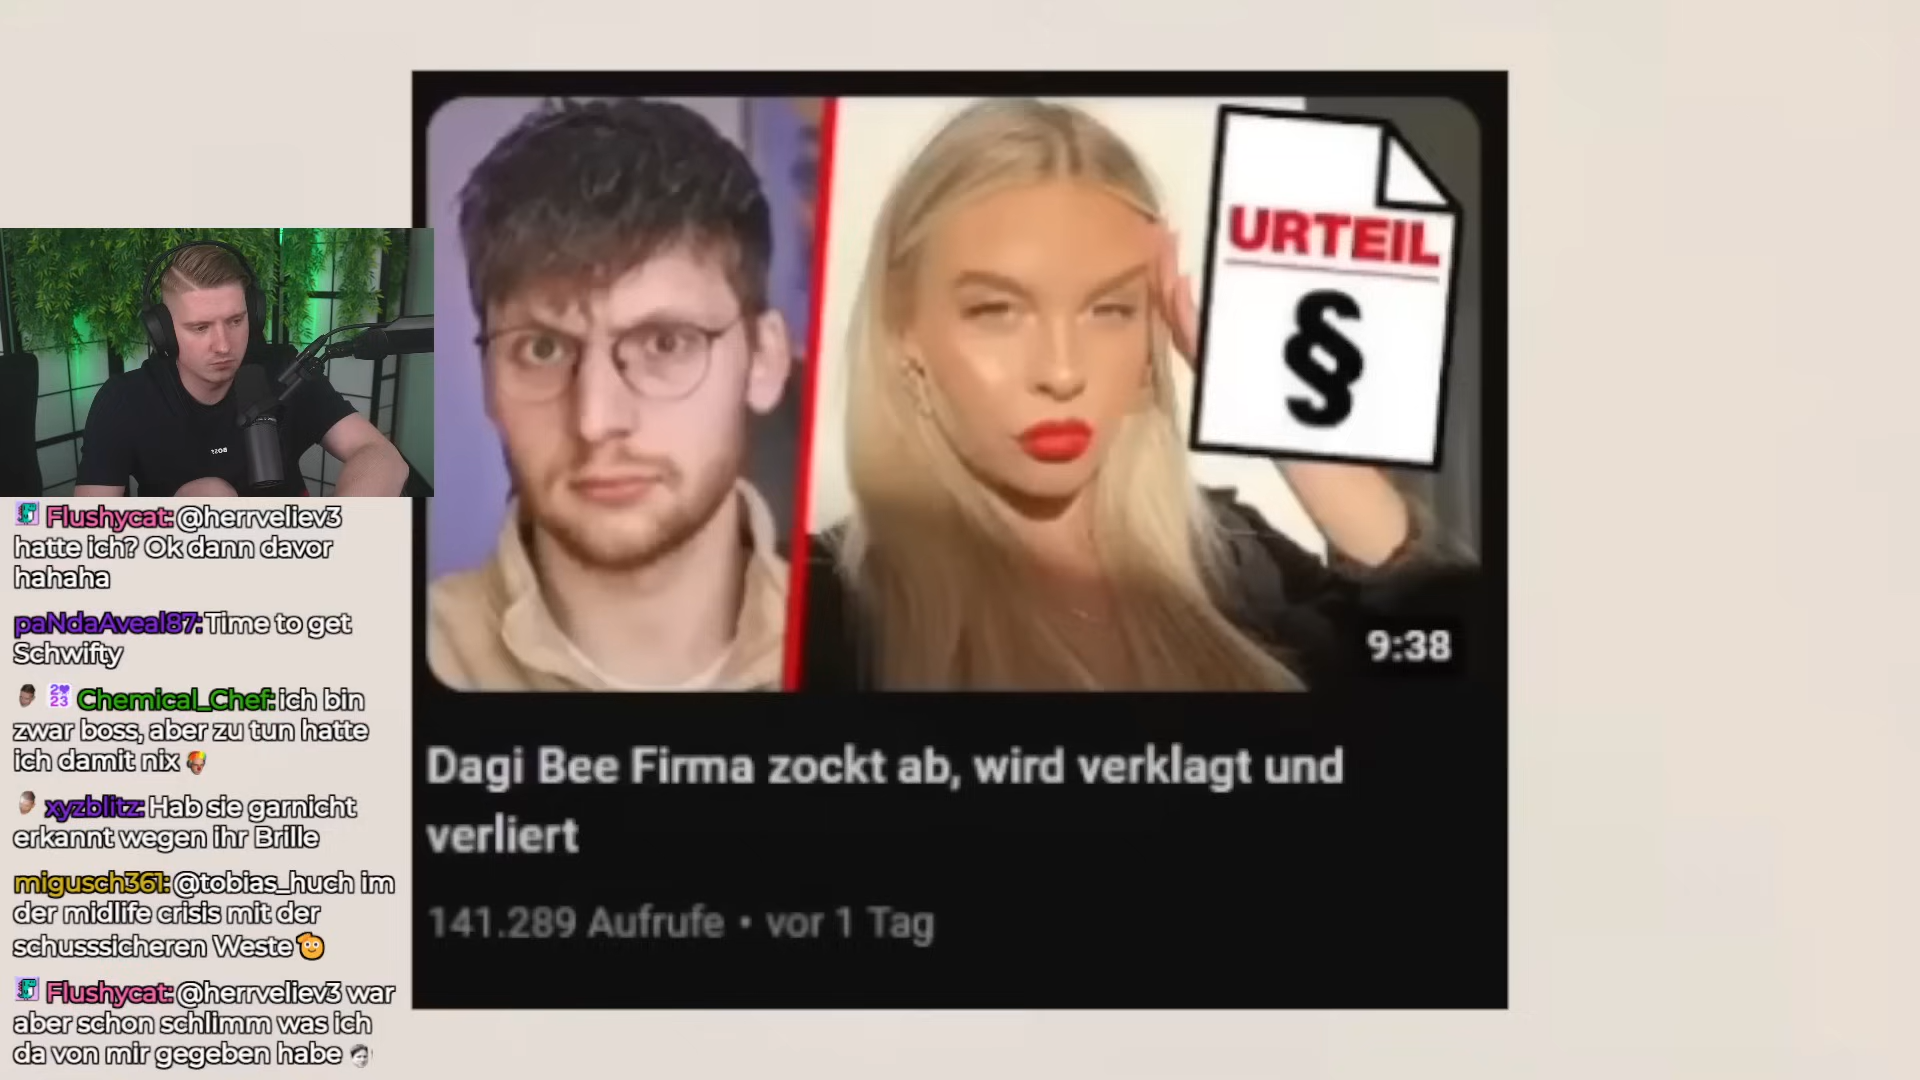 URTEIL
§
9:38
Dagi Bee Firma zockt ab, wird verklagt und
verliert
141.289 Aufrufe • vor 1 Tag
Flushycat: @herrveliev3
hatte ich? Ok dann davor
hahaha
paNdaAveal87: Time to get
Schwifty
Chemical_Chef: ich bin
zwar boss, aber zu tun hatte
ich damit nix
xyzblitz: Hab sie garnicht
erkannt wegen ihr Brille
migusch361: @tobias_huch im
der midlife crisis mit der
schusssicheren Weste
Flushycat: @herrveliev3 war
aber schon schlimm was ich
da von mir gegeben habe